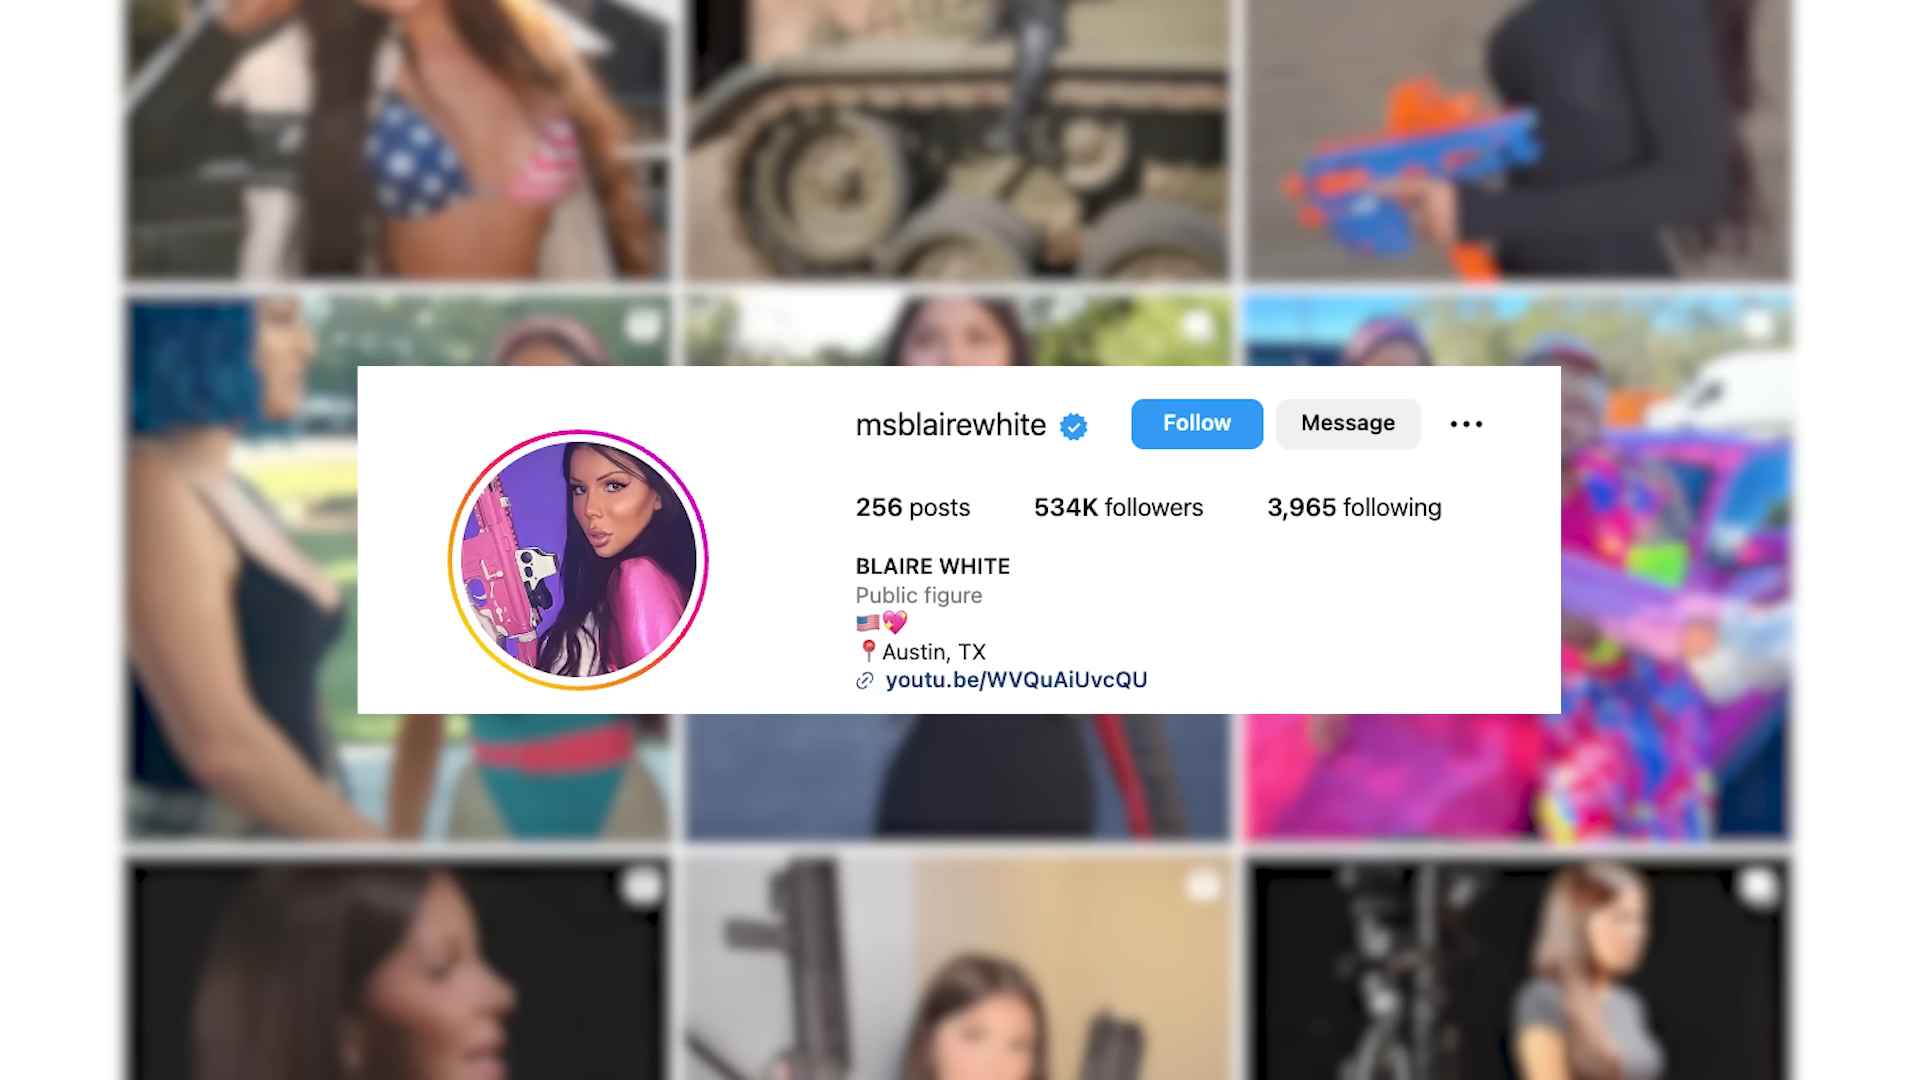 msblairewhite
Follow
Message
256 posts
534K followers
3,965 following
BLAIRE WHITE
Public figure
🇺🇸💖
📍Austin, TX
youtu.be/WVQuAiUvcQU